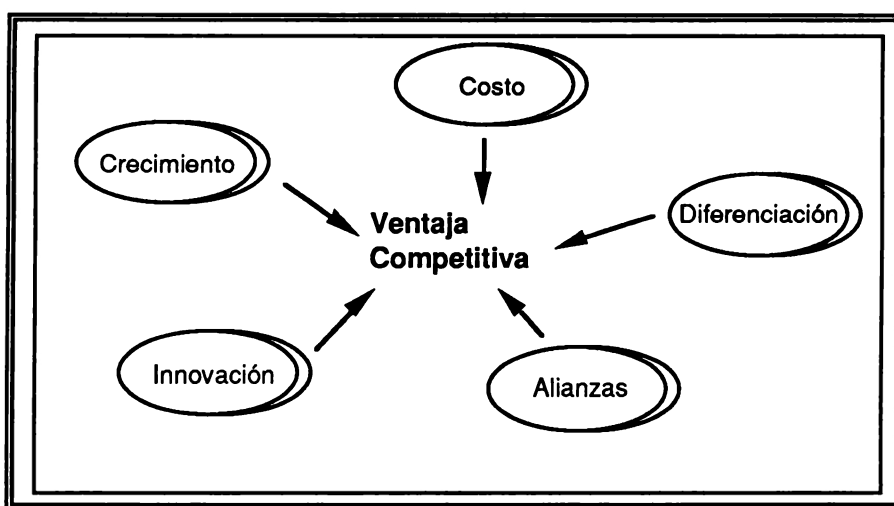 Costo
Crecimiento
Diferenciación
Ventaja
Competitiva
Innovación
Alianzas